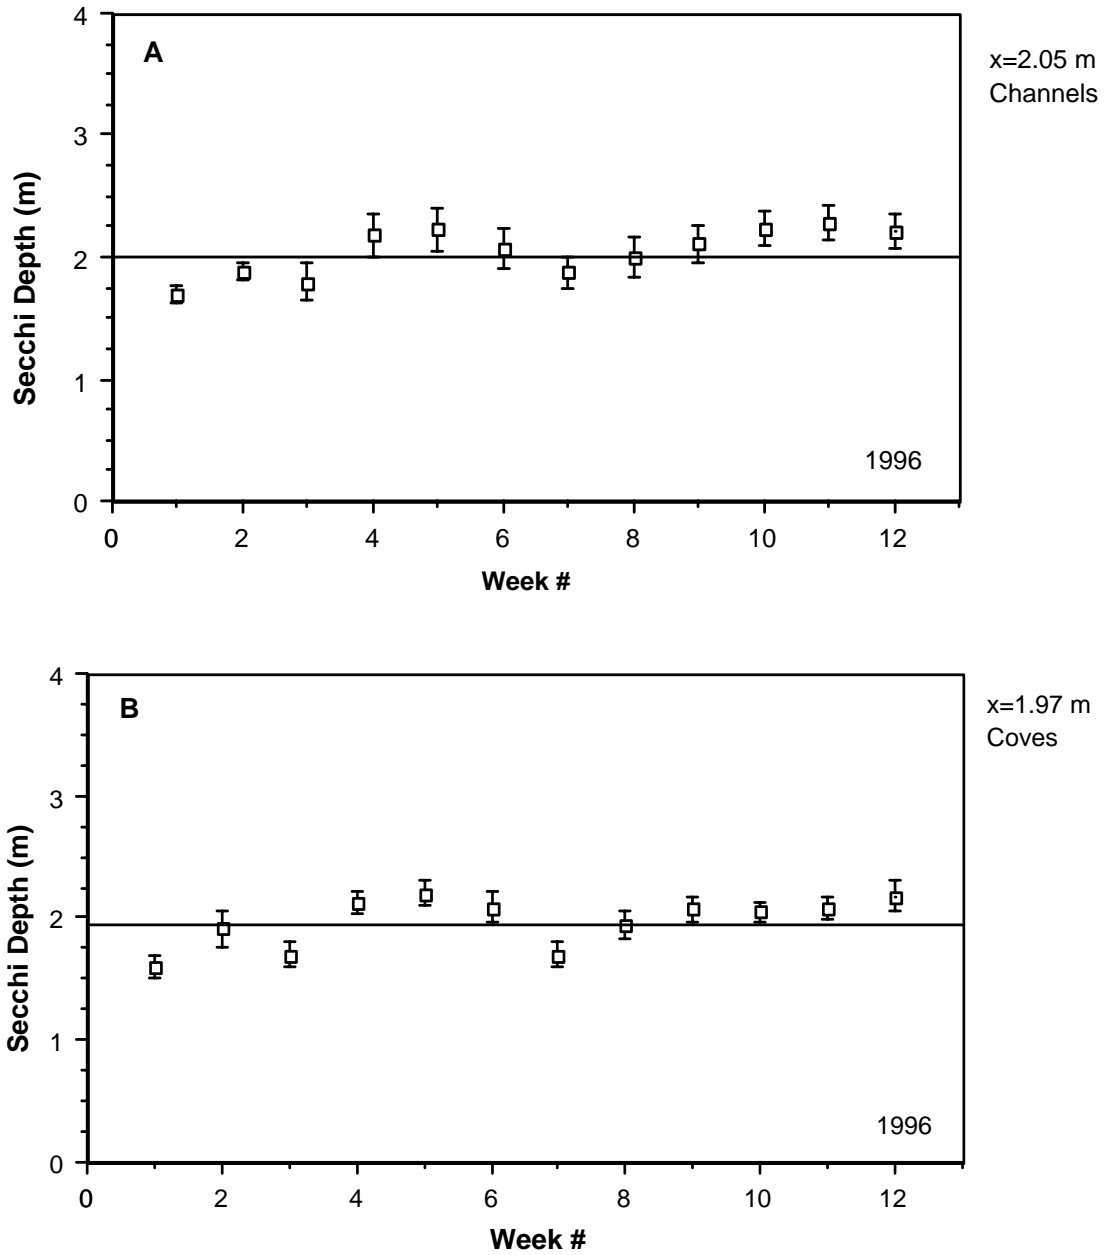 4
A
x=2.05 m
Channels
3
Secchi Depth (m)
2
1
1996
0
0 2 4 6 8 10 12
Week #
4
B
x=1.97 m
Coves
3
Secchi Depth (m)
2
1
1996
0
0 2 4 6 8 10 12
Week #